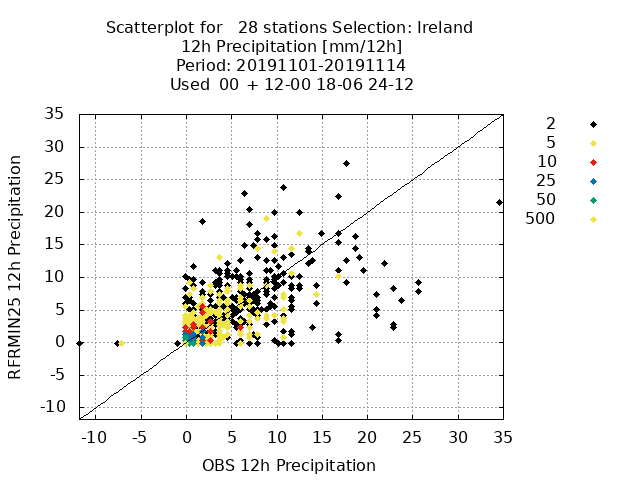 Scatterplot for   28 stations Selection: Ireland
12h Precipitation [mm/12h]
Period: 20191101-20191114
Used  00 + 12-00 18-06 24-12
35
30
25
20
15
10
5
0
-5
-10
RFRMIN25 12h Precipitation
-10 -5 0 5 10 15 20 25 30 35
OBS 12h Precipitation
2
5
10
25
50
500